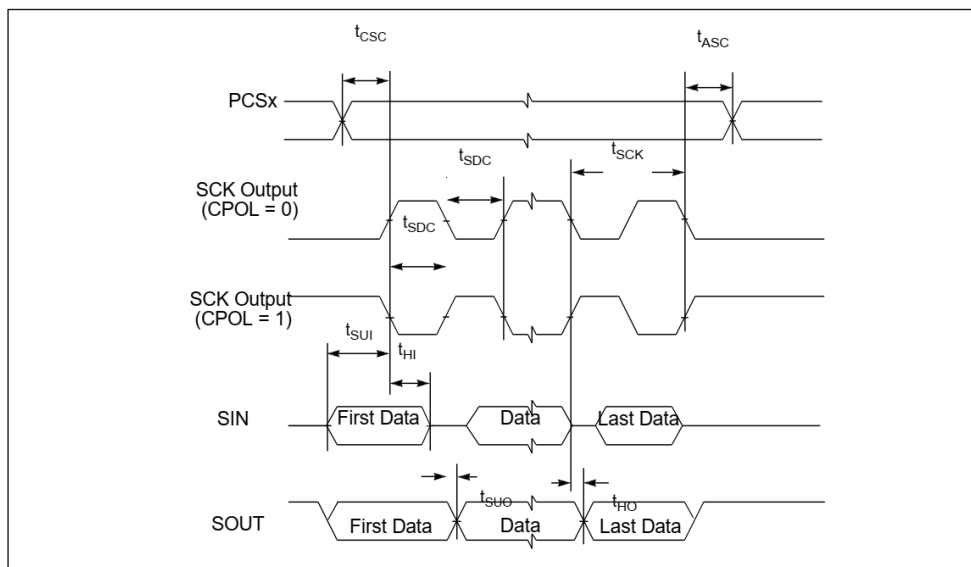 tCSC
tASC
PCSx
tSDC
tSCK
SCK Output
(CPOL = 0)
tSDC
SCK Output
(CPOL = 1)
tSUI
tHI
SIN
First Data
Data
Last Data
tSUO
tHO
SOUT
First Data
Data
Last Data